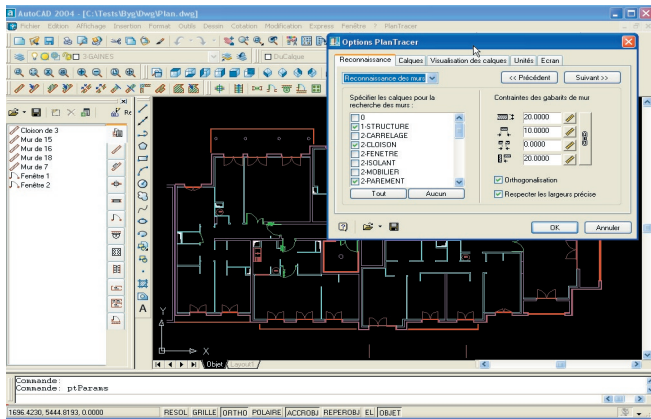 AutoCAD 2004 - [C:\Tests\Byg\Dwg\Plan.dwg]
Fichier Edition Affichage Insertion Format Outils Dessin Cotation Modification Express Fenêtre ? PlanTracer
3-GAINES
DuCalque
Cloison de 3
Mur de 15
Mur de 16
Mur de 18
Mur de 7
Fenêtre 1
Fenêtre 2
Options PlanTracer
Reconnaissance Calques Visualisation des calques Unités Ecran
Reconnaissance des murs
<< Précédent Suivant >>
Spécifier les calques pour la
recherche des murs :
0
1-STRUCTURE
2-CARRELAGE
2-CLOISON
2-FENETRE
2-ISOLANT
2-MOBILIER
2-PAREMENT
Tout Aucun
Contraintes des gabarits de mur
20.0000
10.0000
0.0000
20.0000
Orthogonalisation
Respecter les largeurs précise
OK Annuler
Y
X
Objet Layout1
Commande:
Commande: ptParams
1696.4230, 5444.8193, 0.0000 RESOL GRILLE ORTHO POLAIRE ACCROBJ REPEROBJ EL OBJET